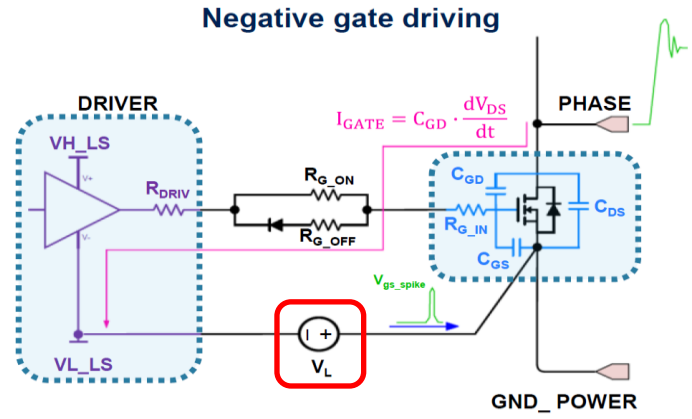 Negative gate driving
DRIVER
I_GATE = C_GD · dV_DS/dt
PHASE
VH_LS
V+
R_DRIV
R_G_ON
R_G_OFF
C_GD
C_DS
R_G_IN
C_GS
V-
V_gs_spike
+
V_L
VL_LS
GND_ POWER